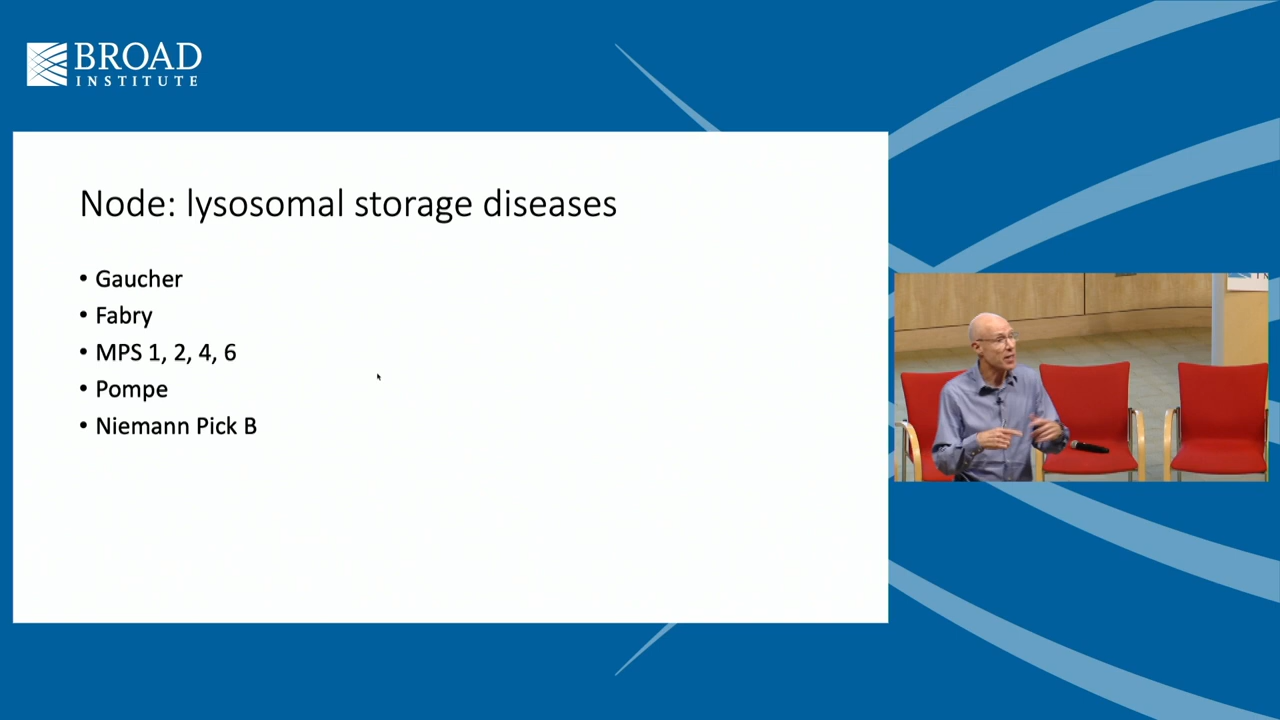 BROAD
INSTITUTE
Node: lysosomal storage diseases
• Gaucher
• Fabry
• MPS 1, 2, 4, 6
• Pompe
• Niemann Pick B